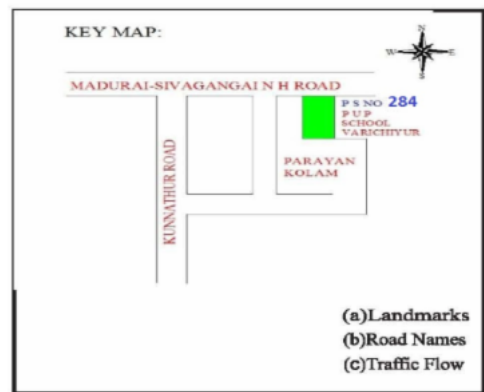 KEY MAP:
N
W
E
S
MADURAI-SIVAGANGAI N H ROAD
P S NO 284
P U P
SCHOOL
VARICHIYUR
PARAYAN
KOLAM
KUNNATHUR ROAD
(a)Landmarks
(b)Road Names
(c)Traffic Flow